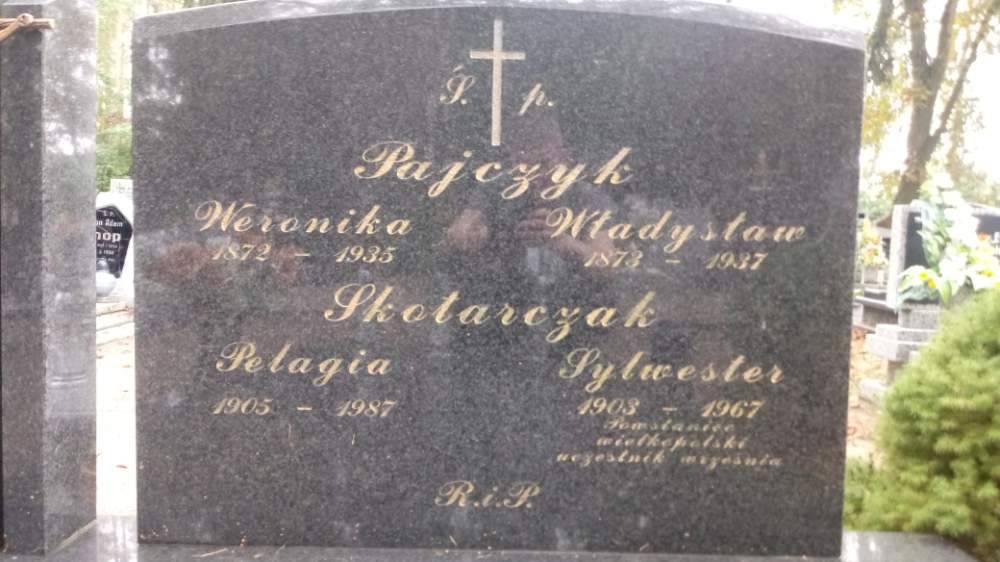 Ś. p.
Pajczyk
Weronika Władysław
1872 - 1935 1873 - 1937
Skotarczak
Pelagia Sylwester
1905 - 1987 1903 - 1967
Powstaniec
wielkopolski
uczestnik września
R.i.P.